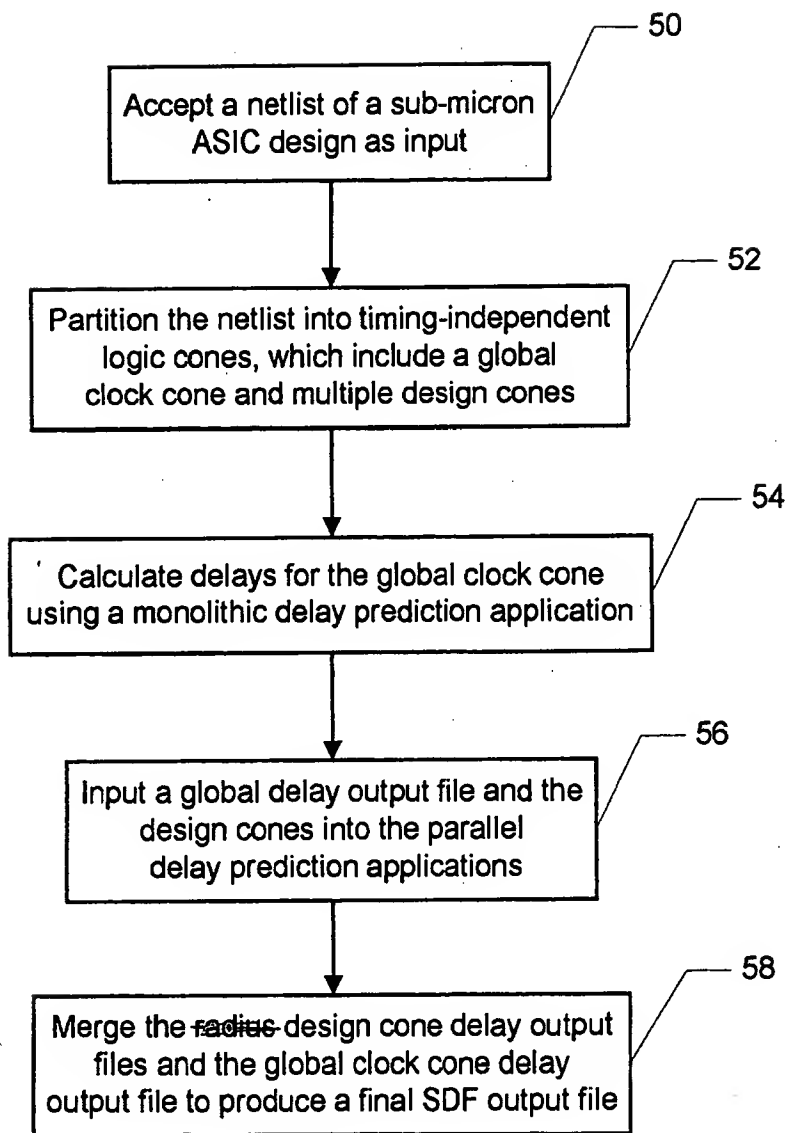 50
Accept a netlist of a sub-micron
ASIC design as input
52
Partition the netlist into timing-independent
logic cones, which include a global
clock cone and multiple design cones
54
Calculate delays for the global clock cone
using a monolithic delay prediction application
56
Input a global delay output file and the
design cones into the parallel
delay prediction applications
58
Merge the radius design cone delay output
files and the global clock cone delay
output file to produce a final SDF output file